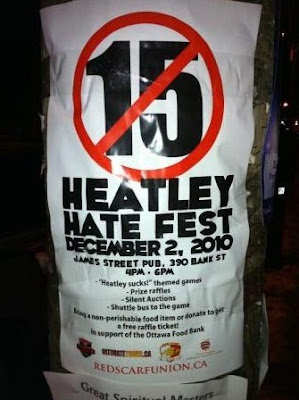 15
HEATLEY
HATE FEST
DECEMBER 2, 2010
JAMES STREET PUB, 390 BANK ST
4PM - 6PM
- "Heatley sucks!" themed games
- Prize raffles
- Silent Auctions
- Shuttle bus to the game
Bring a non-perishable food item or donate to get
a free raffle ticket!
In support of the Ottawa Food Bank
REDSCARFUNION.CA
Great Spiritual Masters